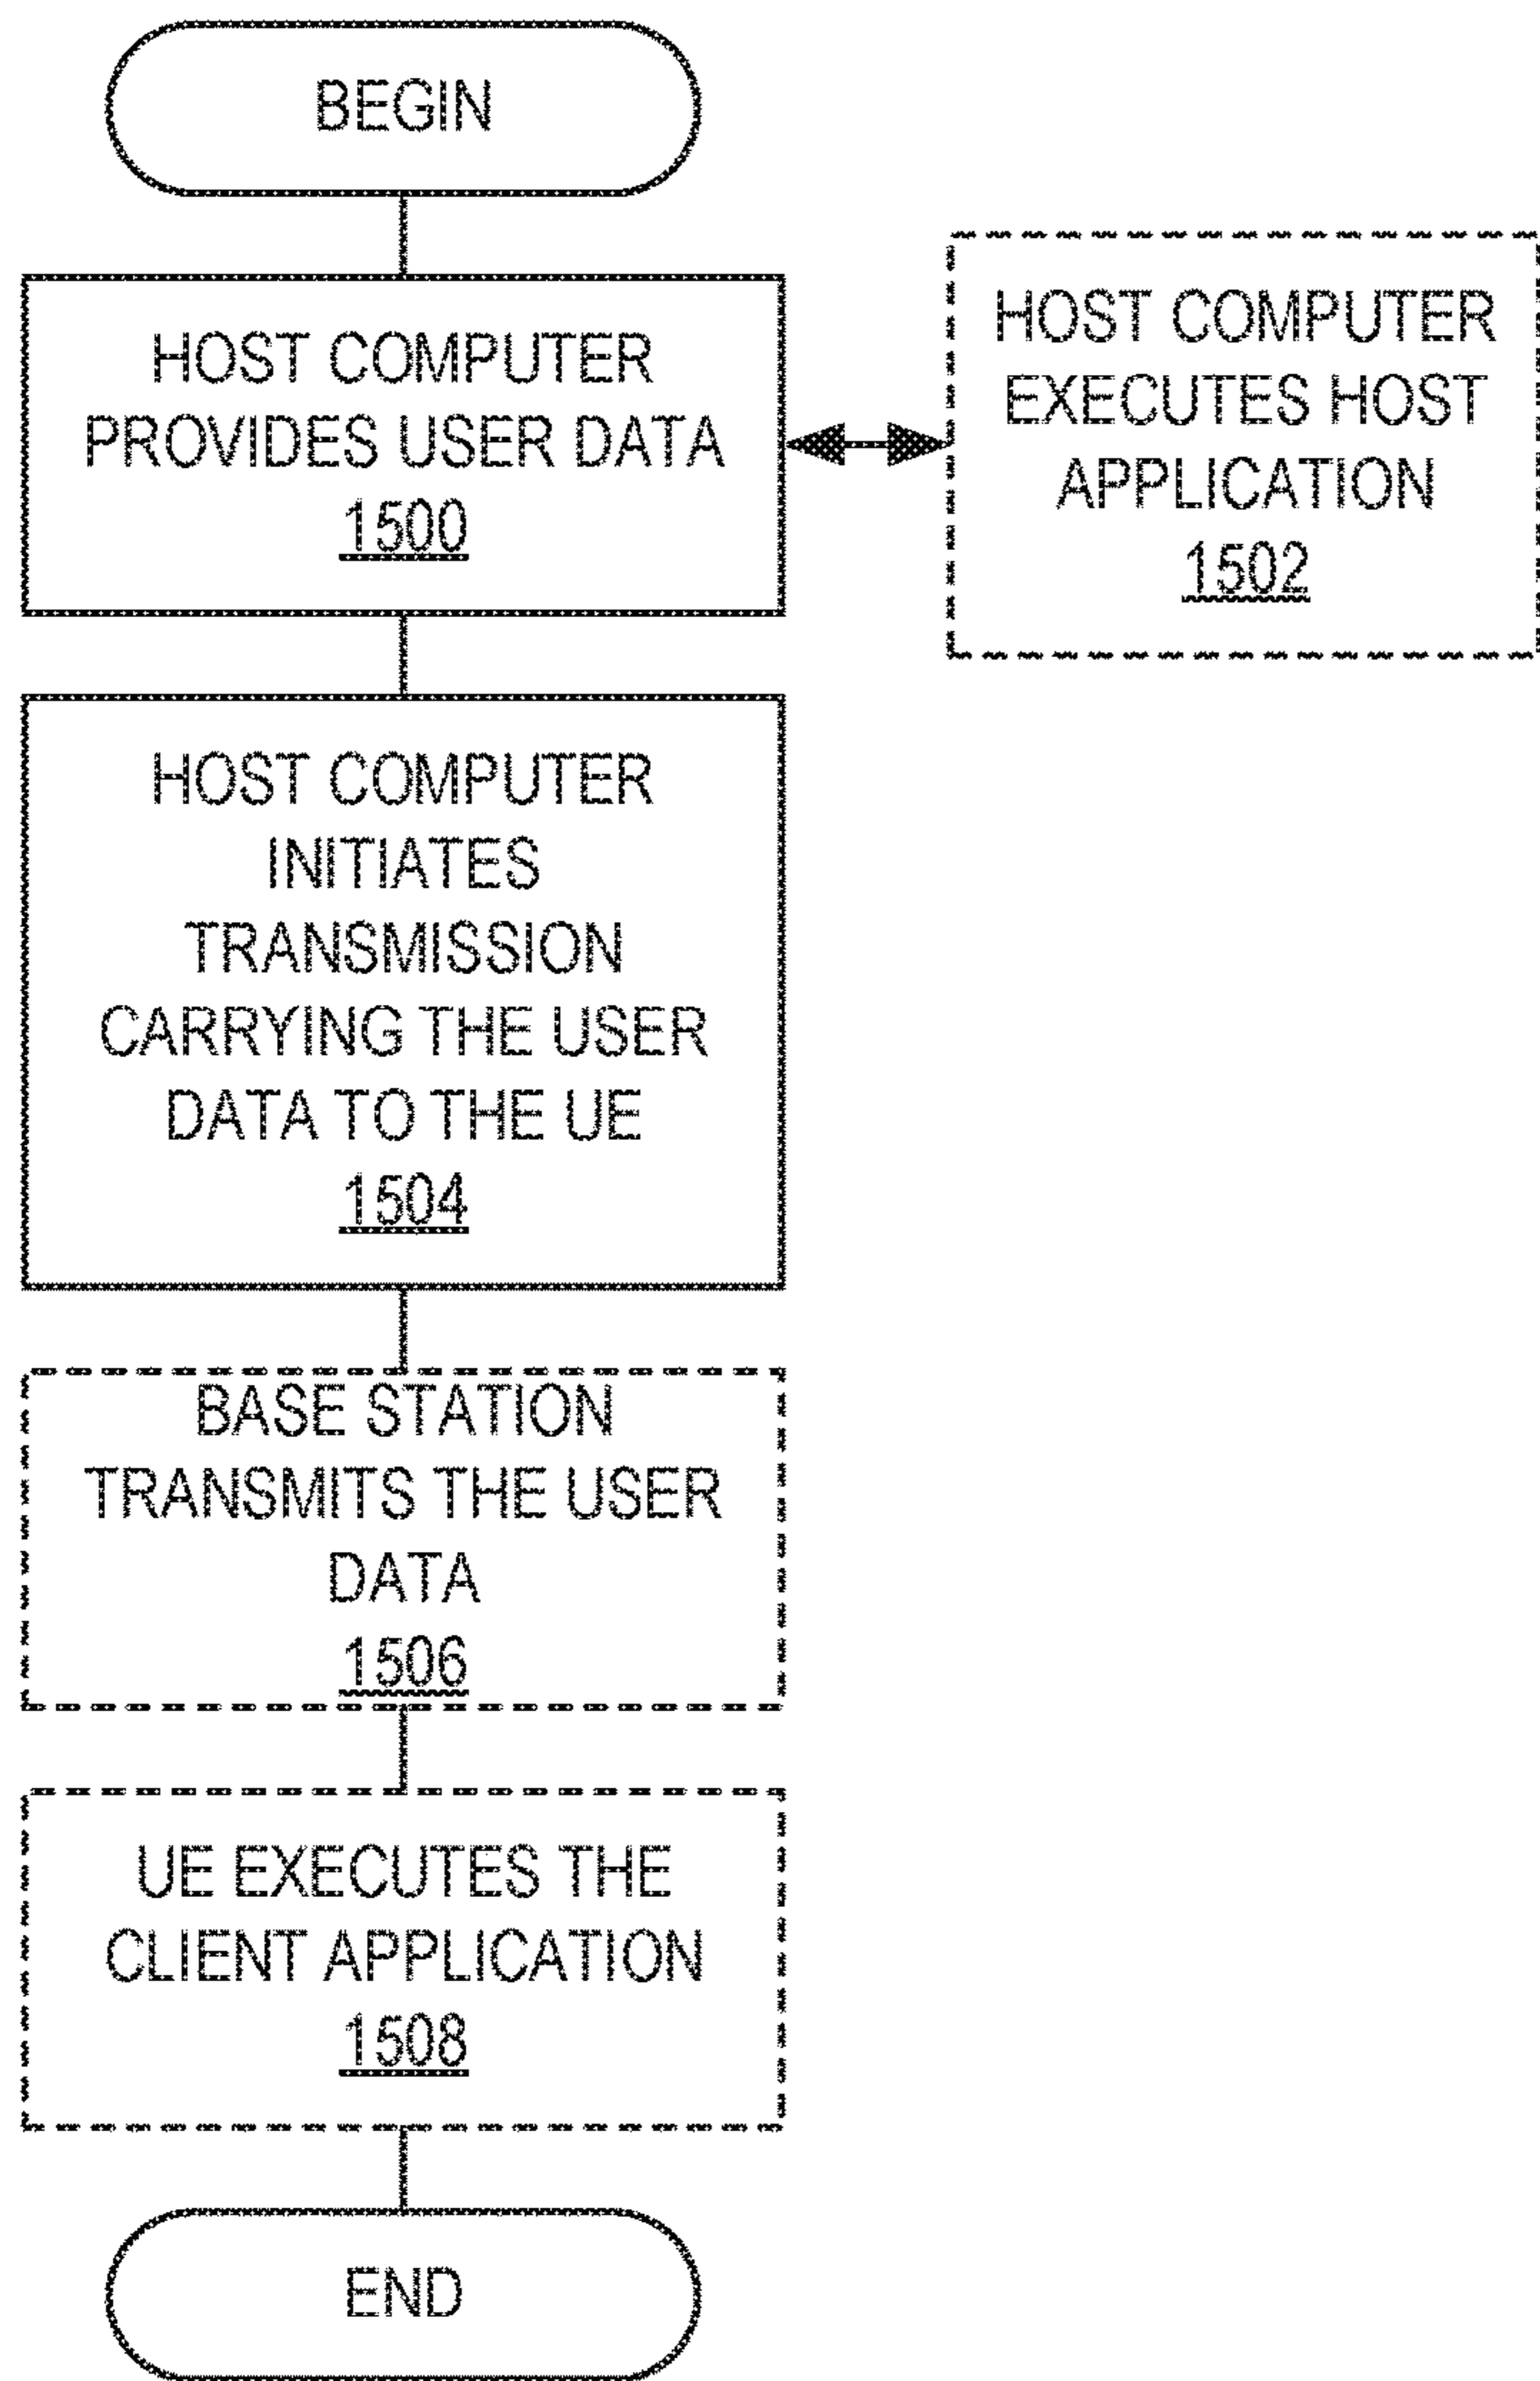 BEGIN
HOST COMPUTER
PROVIDES USER DATA
1500
HOST COMPUTER
EXECUTES HOST
APPLICATION
1502
HOST COMPUTER
INITIATES
TRANSMISSION
CARRYING THE USER
DATA TO THE UE
1504
BASE STATION
TRANSMITS THE USER
DATA
1506
UE EXECUTES THE
CLIENT APPLICATION
1508
END